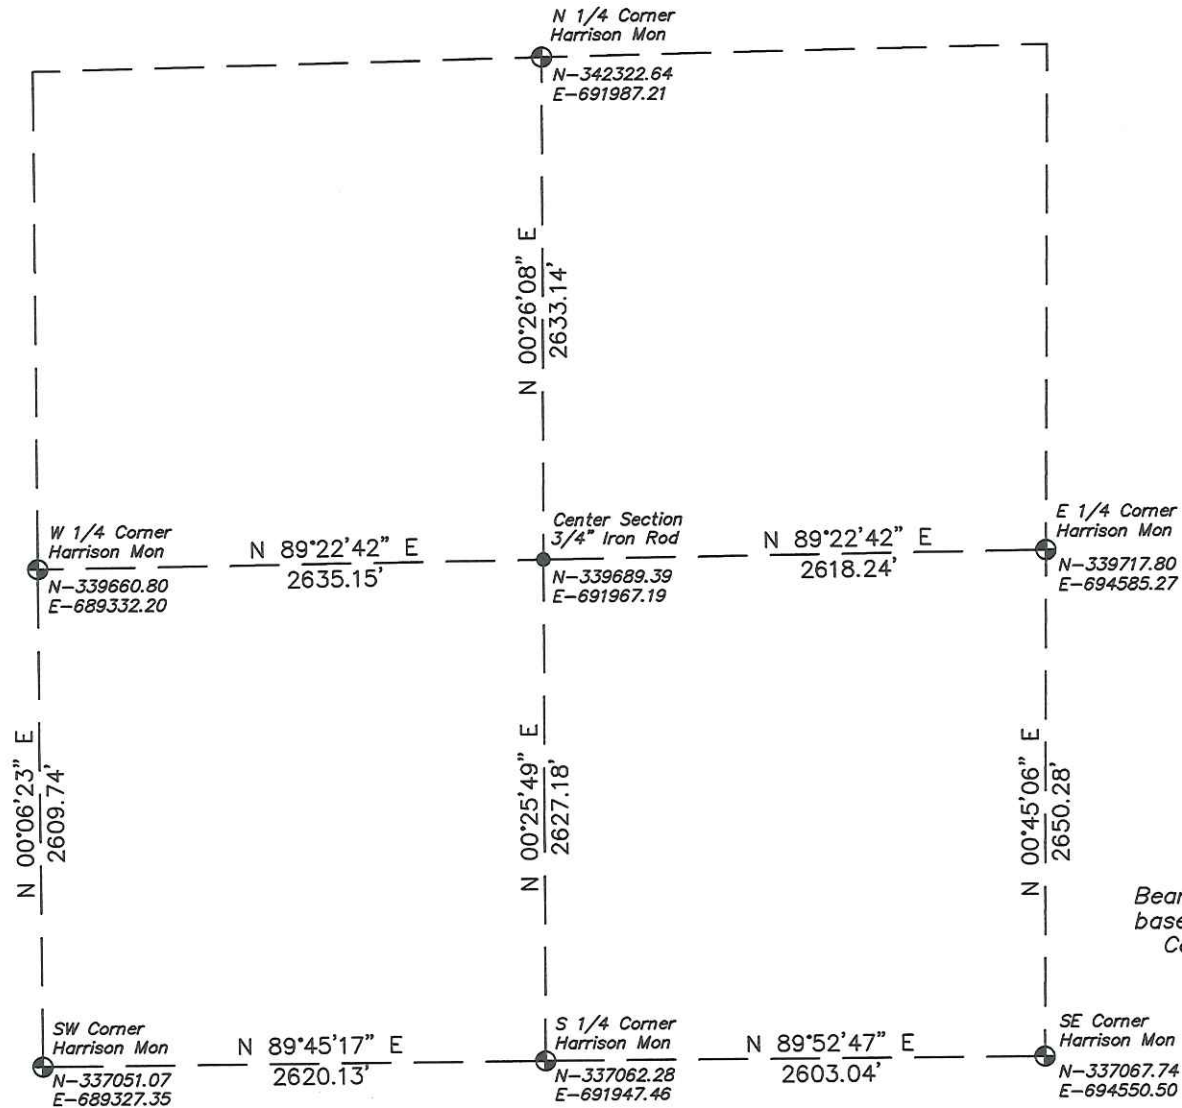 N 1/4 Corner
Harrison Mon
N-342322.64
E-691987.21
N 00°26'08" E
2633.14'
W 1/4 Corner
Harrison Mon
N-339660.80
E-689332.20
N 89°22'42" E
2635.15'
Center Section
3/4" Iron Rod
N-339689.39
E-691967.19
N 89°22'42" E
2618.24'
E 1/4 Corner
Harrison Mon
N-339717.80
E-694585.27
N 00°06'23" E
2609.74'
N 00°25'49" E
2627.18'
N 00°45'06" E
2650.28'
Bear
base
Co
SW Corner
Harrison Mon
N-337051.07
E-689327.35
N 89°45'17" E
2620.13'
S 1/4 Corner
Harrison Mon
N-337062.28
E-691947.46
N 89°52'47" E
2603.04'
SE Corner
Harrison Mon
N-337067.74
E-694550.50